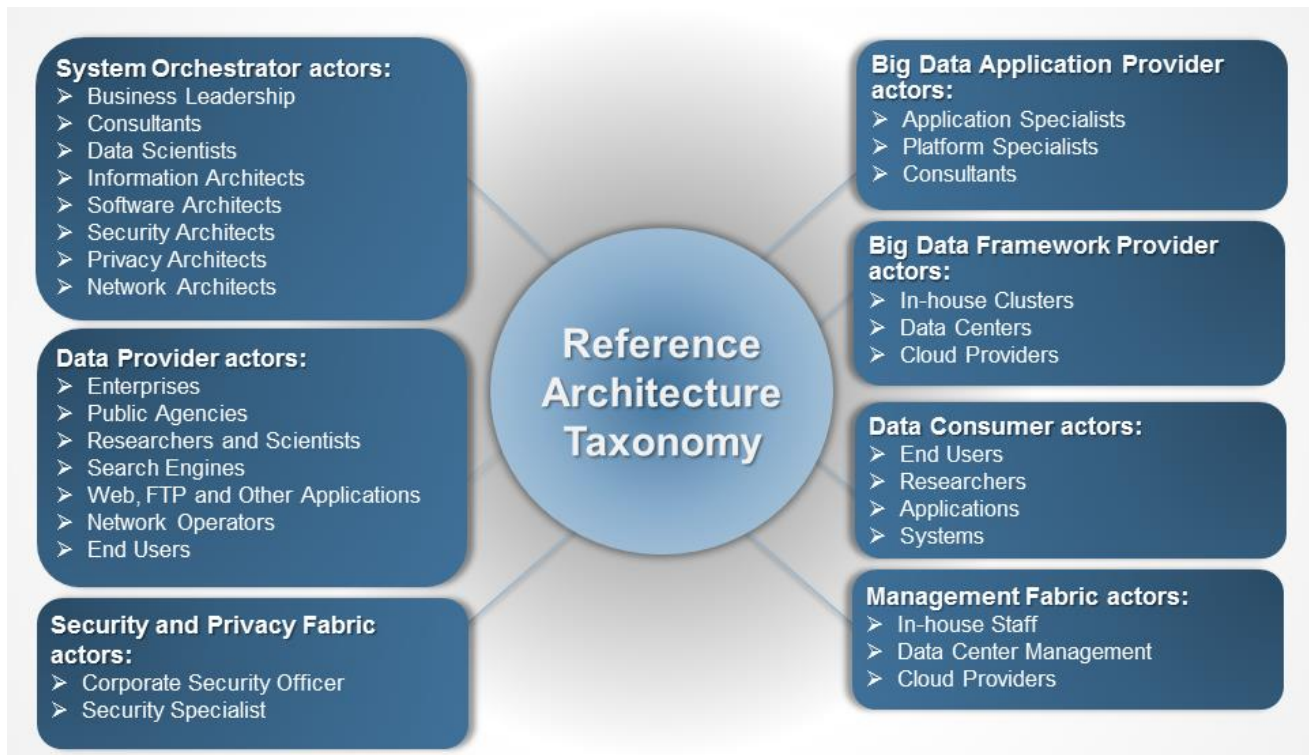 System Orchestrator actors:
➢ Business Leadership
➢ Consultants
➢ Data Scientists
➢ Information Architects
➢ Software Architects
➢ Security Architects
➢ Privacy Architects
➢ Network Architects
Data Provider actors:
➢ Enterprises
➢ Public Agencies
➢ Researchers and Scientists
➢ Search Engines
➢ Web, FTP and Other Applications
➢ Network Operators
➢ End Users
Security and Privacy Fabric
actors:
➢ Corporate Security Officer
➢ Security Specialist
Reference
Architecture
Taxonomy
Big Data Application Provider
actors:
➢ Application Specialists
➢ Platform Specialists
➢ Consultants
Big Data Framework Provider
actors:
➢ In-house Clusters
➢ Data Centers
➢ Cloud Providers
Data Consumer actors:
➢ End Users
➢ Researchers
➢ Applications
➢ Systems
Management Fabric actors:
➢ In-house Staff
➢ Data Center Management
➢ Cloud Providers